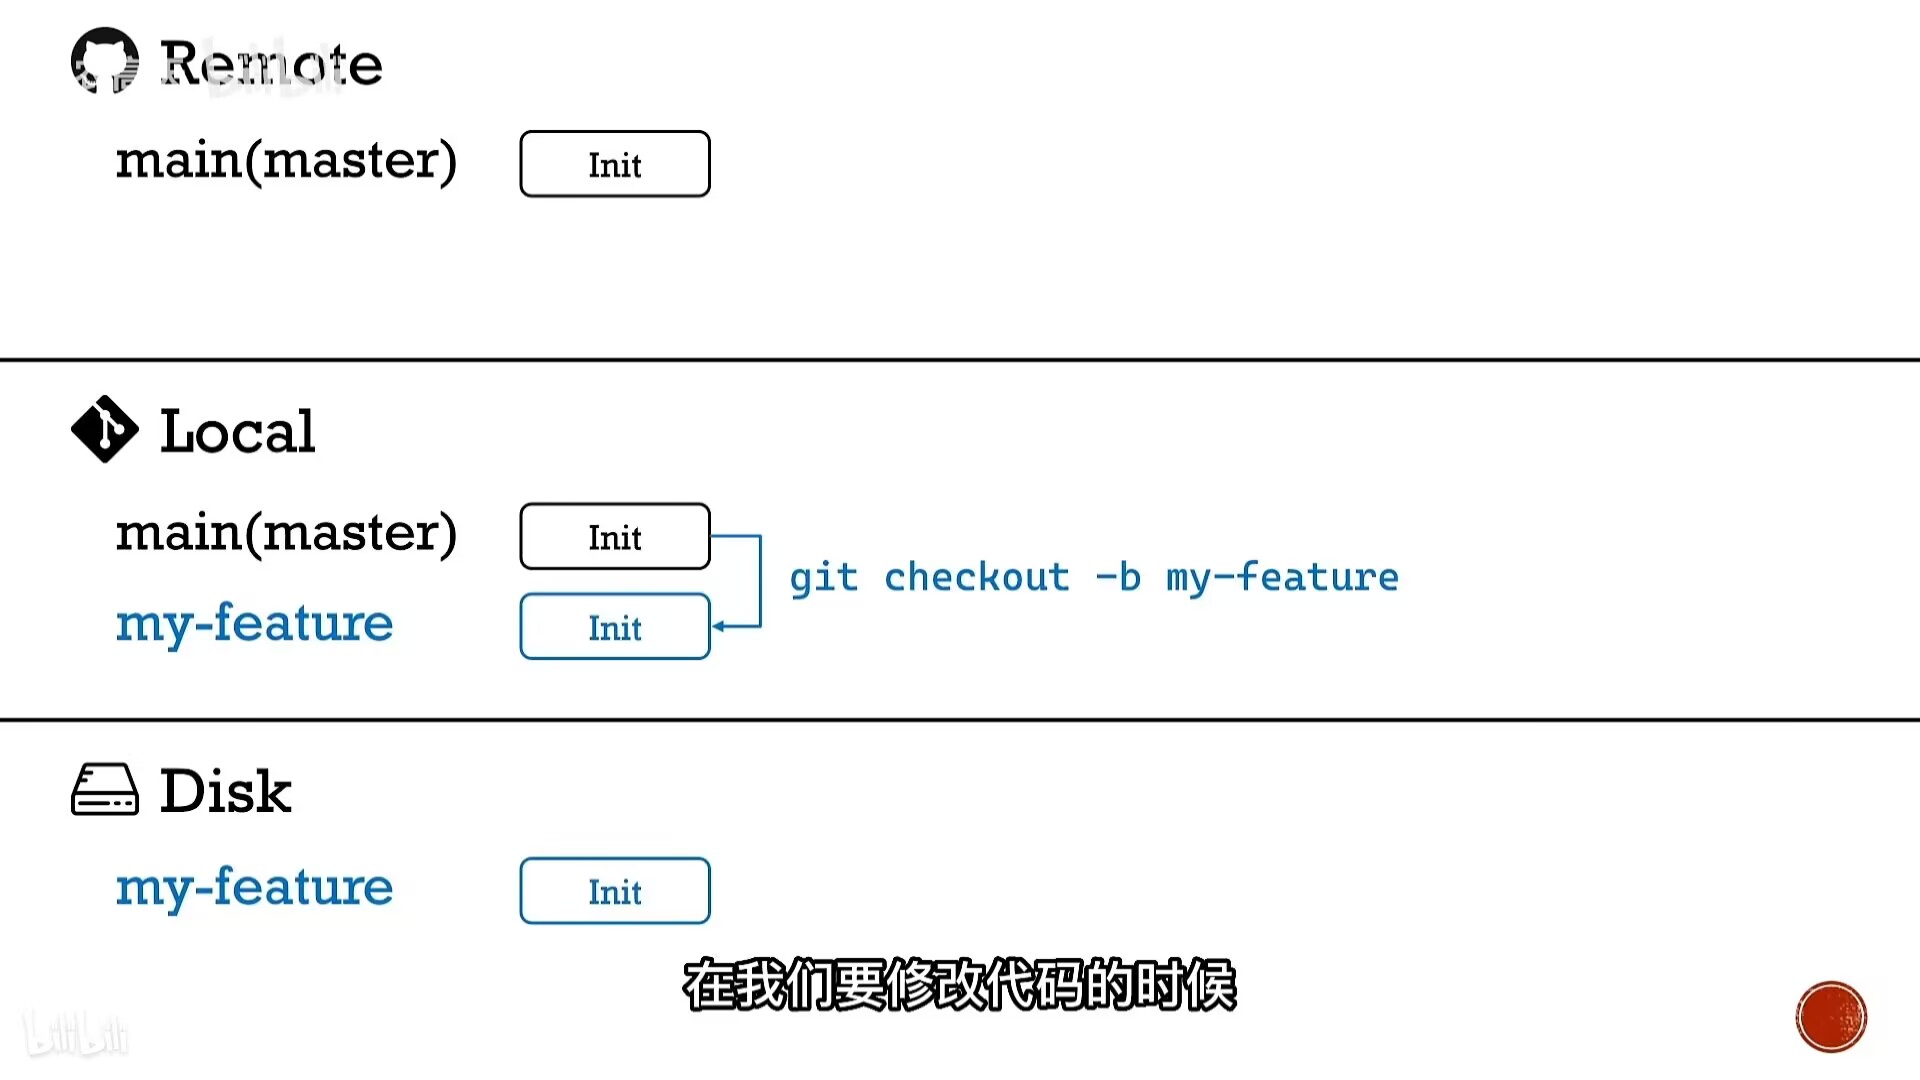 Remote
main(master) Init
Local
main(master) Init
git checkout -b my-feature
my-feature Init
Disk
my-feature Init
在我们要修改代码的时候
bilibili